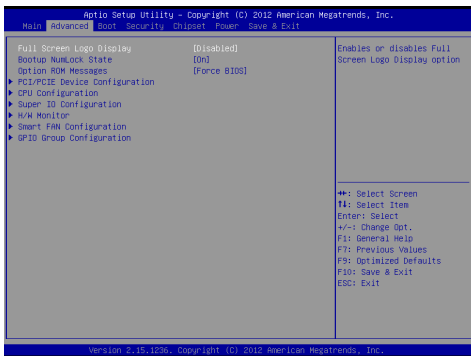 Aptio Setup Utility – Copyright (C) 2012 American Megatrends, Inc.
Main Advanced Boot Security Chipset Power Save & Exit
Full Screen Logo Display [Disabled]
Bootup NumLock State [On]
Option ROM Messages [Force BIOS]
▶ PCI/PCIE Device Configuration
▶ CPU Configuration
▶ Super IO Configuration
▶ H/W Monitor
▶ Smart FAN Configuration
▶ GPIO Group Configuration
Enables or disables Full
Screen Logo Display option
→←: Select Screen
↑↓: Select Item
Enter: Select
+/-: Change Opt.
F1: General Help
F7: Previous Values
F9: Optimized Defaults
F10: Save & Exit
ESC: Exit
Version 2.15.1236. Copyright (C) 2012 American Megatrends, Inc.